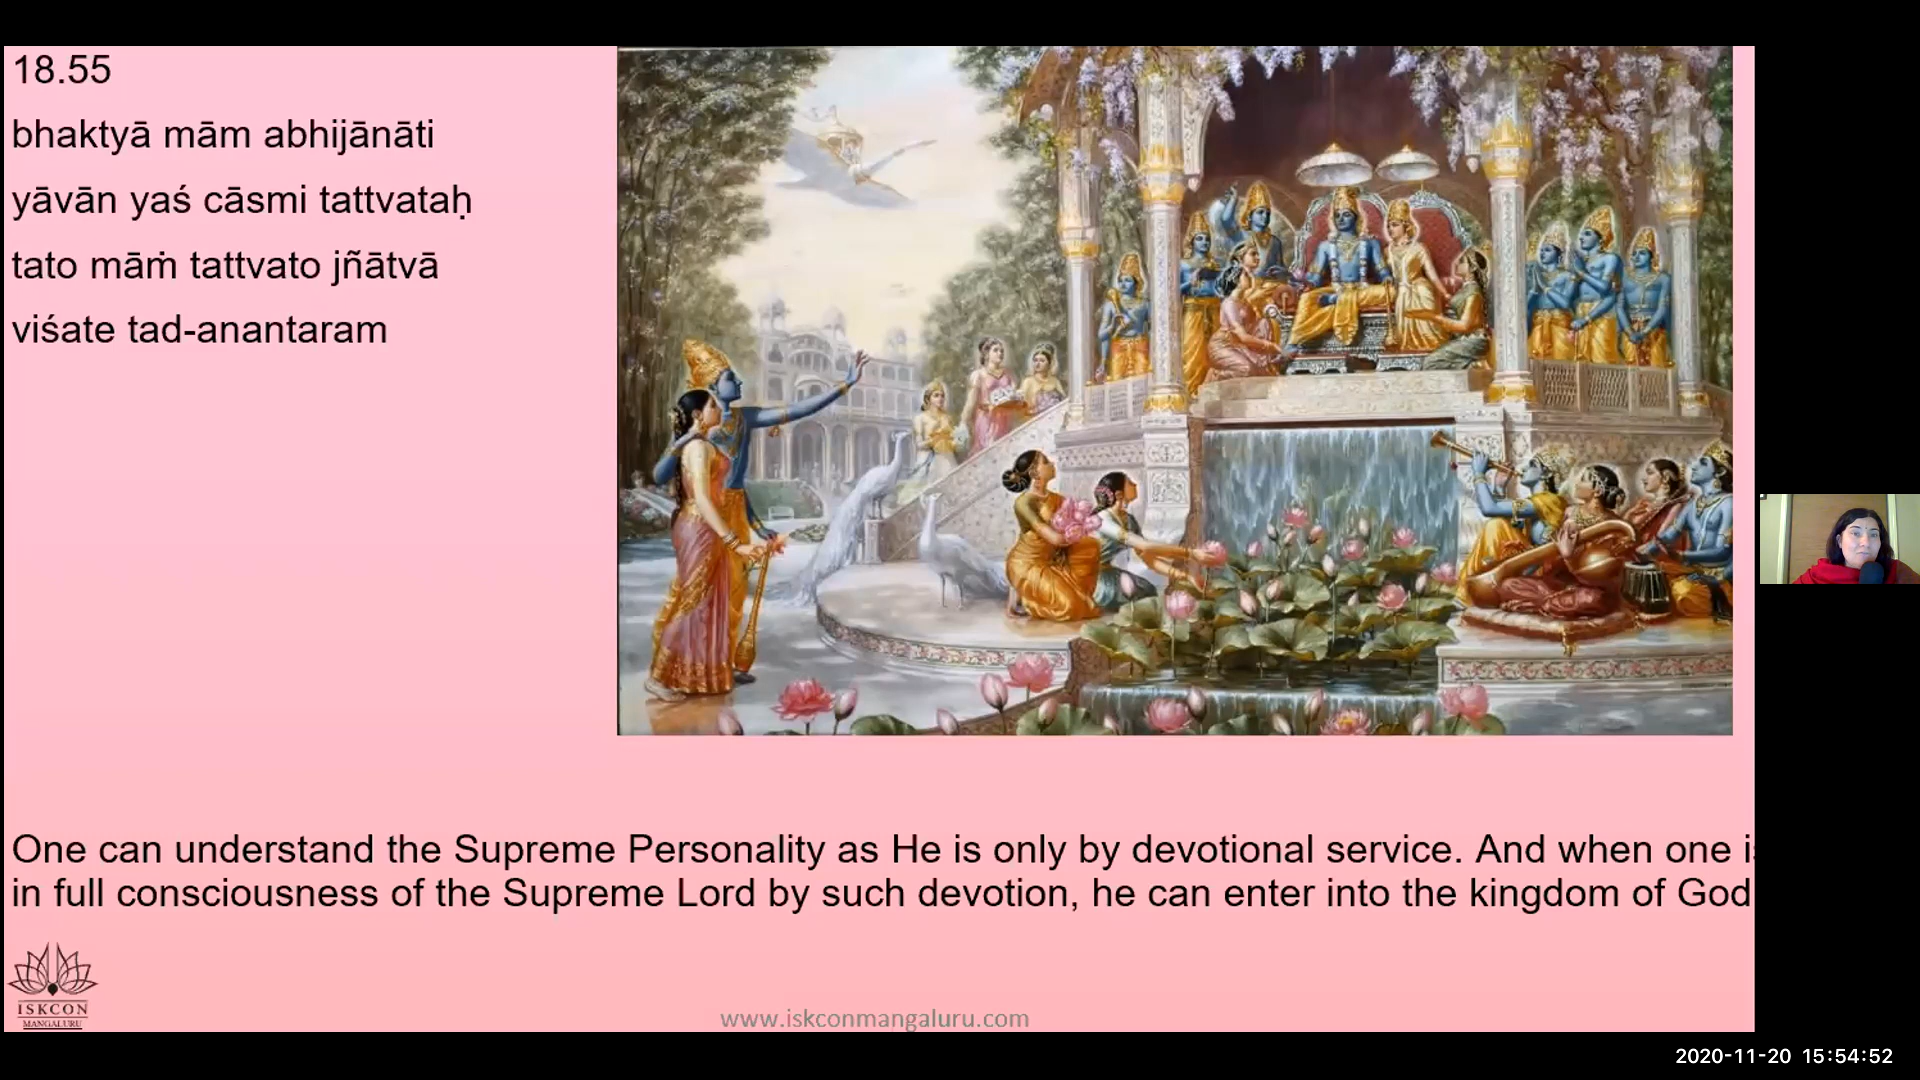 18.55
bhaktyā mām abhijānāti
yāvān yaś cāsmi tattvataḥ
tato māṁ tattvato jñātvā
viśate tad-anantaram
One can understand the Supreme Personality as He is only by devotional service. And when one
in full consciousness of the Supreme Lord by such devotion, he can enter into the kingdom of God
ISKCON
MANGALURU
www.iskconmangaluru.com
2020-11-20 15:54:52